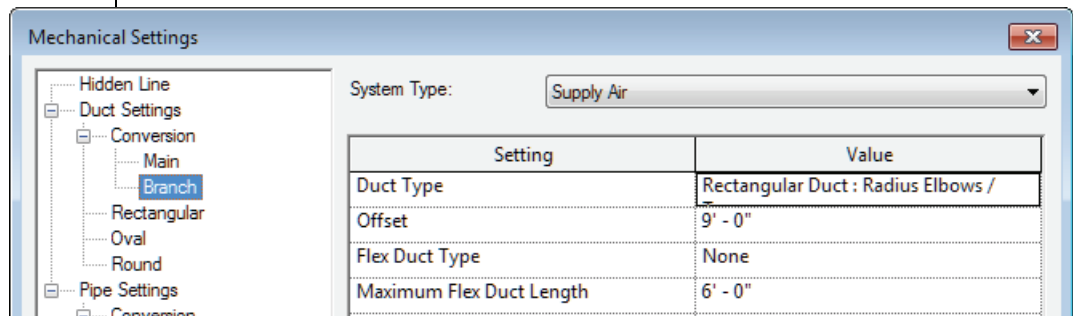 Mechanical Settings
Hidden Line
Duct Settings
Conversion
Main
Branch
Rectangular
Oval
Round
Pipe Settings
Conversion
System Type: Supply Air
Setting Value
Duct Type Rectangular Duct : Radius Elbows /
Offset 9' - 0"
Flex Duct Type None
Maximum Flex Duct Length 6' - 0"